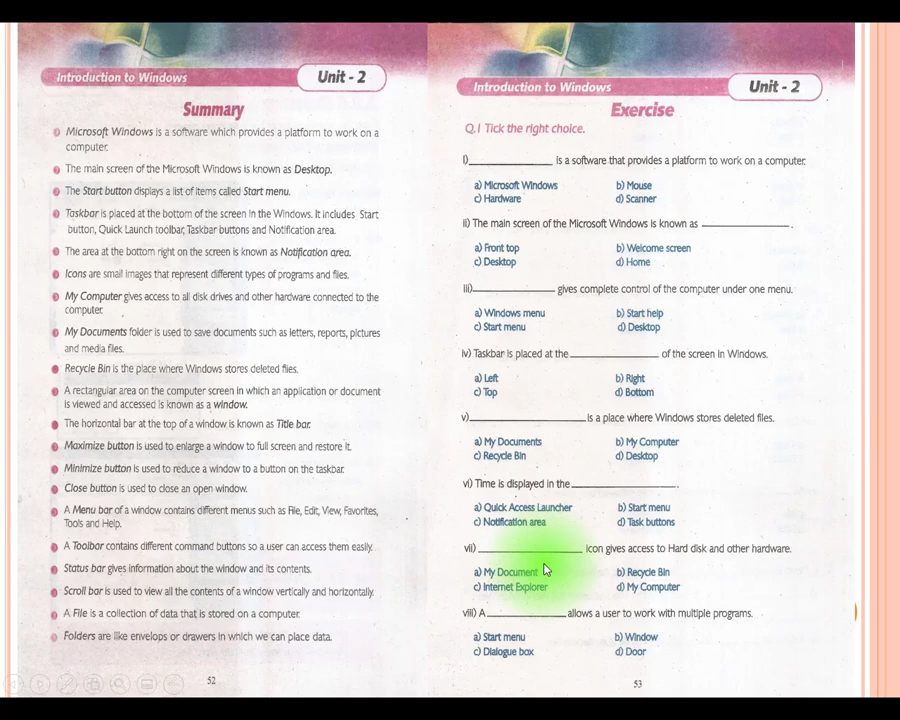 Introduction to Windows
Unit - 2
Summary
Microsoft Windows is a software which provides a platform to work on a
computer.
The main screen of the Microsoft Windows is known as Desktop.
The Start button displays a list of items called Start menu.
Taskbar is placed at the bottom of the screen in the Windows. It includes Start
button, Quick Launch toolbar, Taskbar buttons and Notification area.
The area at the bottom right on the screen is known as Notification area.
Icons are small images that represent different types of programs and files.
My Computer gives access to all disk drives and other hardware connected to the
computer.
My Documents folder is used to save documents such as letters, reports, pictures
and media files.
Recycle Bin is the place where Windows stores deleted files.
A rectangular area on the computer screen in which an application or document
is viewed and accessed is known as a window.
The horizontal bar at the top of a window is known as Title bar.
Maximize button is used to enlarge a window to full screen and restore it.
Minimize button is used to reduce a window to a button on the taskbar.
Close button is used to close an open window.
A Menu bar of a window contains different menus such as File, Edit, View, Favorites,
Tools and Help.
A Toolbar contains different command buttons so a user can access them easily.
Status bar gives information about the window and its contents.
Scroll bar is used to view all the contents of a window vertically and horizontally.
A File is a collection of data that is stored on a computer.
Folders are like envelops or drawers in which we can place data.
52
Introduction to Windows
Unit - 2
Exercise
Q.1 Tick the right choice.
i)____________ is a software that provides a platform to work on a computer.
a) Microsoft Windows b) Mouse
c) Hardware d) Scanner
ii) The main screen of the Microsoft Windows is known as ____________.
a) Front top b) Welcome screen
c) Desktop d) Home
iii)____________ gives complete control of the computer under one menu.
a) Windows menu b) Start help
c) Start menu d) Desktop
iv) Taskbar is placed at the ____________ of the screen in Windows.
a) Left b) Right
c) Top d) Bottom
v)____________ is a place where Windows stores deleted files.
a) My Documents b) My Computer
c) Recycle Bin d) Desktop
vi) Time is displayed in the ____________.
a) Quick Access Launcher b) Start menu
c) Notification area d) Task buttons
vii) ____________ icon gives access to Hard disk and other hardware.
a) My Document b) Recycle Bin
c) Internet Explorer d) My Computer
viii) A ____________ allows a user to work with multiple programs.
a) Start menu b) Window
c) Dialogue box d) Door
53